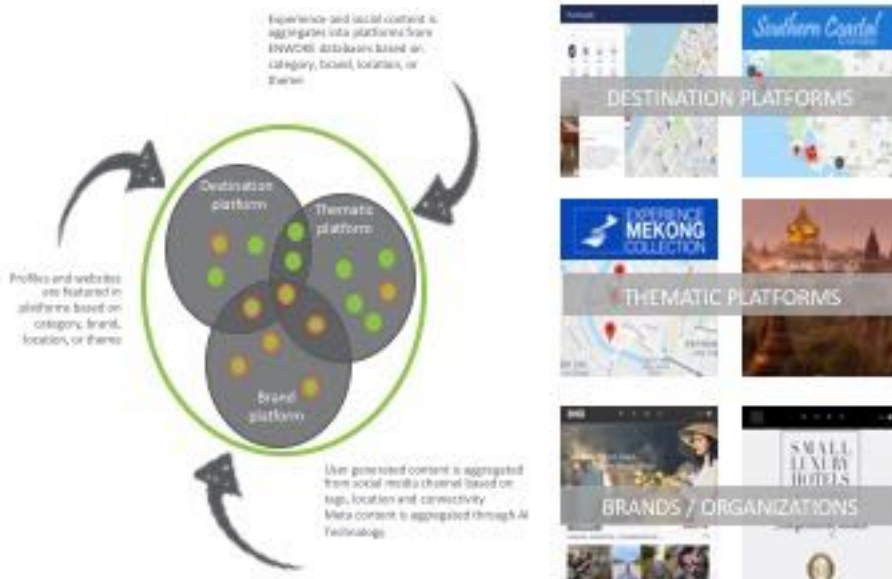 Experience and social content is
aggregates into platforms from
ENWOKE databases based on
category, brand, location, or
theme
Destination
platform
Thematic
platform
Brand
platform
Profiles and websites
are featured in
platforms based on
category, brand,
location, or theme
User generated content is aggregated
from social media channel based on
tags, location and connectivity
Meta content is aggregated through AI
Technology
Southern Coastal
DESTINATION PLATFORMS
EXPERIENCE
MEKONG
COLLECTION
THEMATIC PLATFORMS
SMALL
LUXURY
HOTELS
BRANDS / ORGANIZATIONS